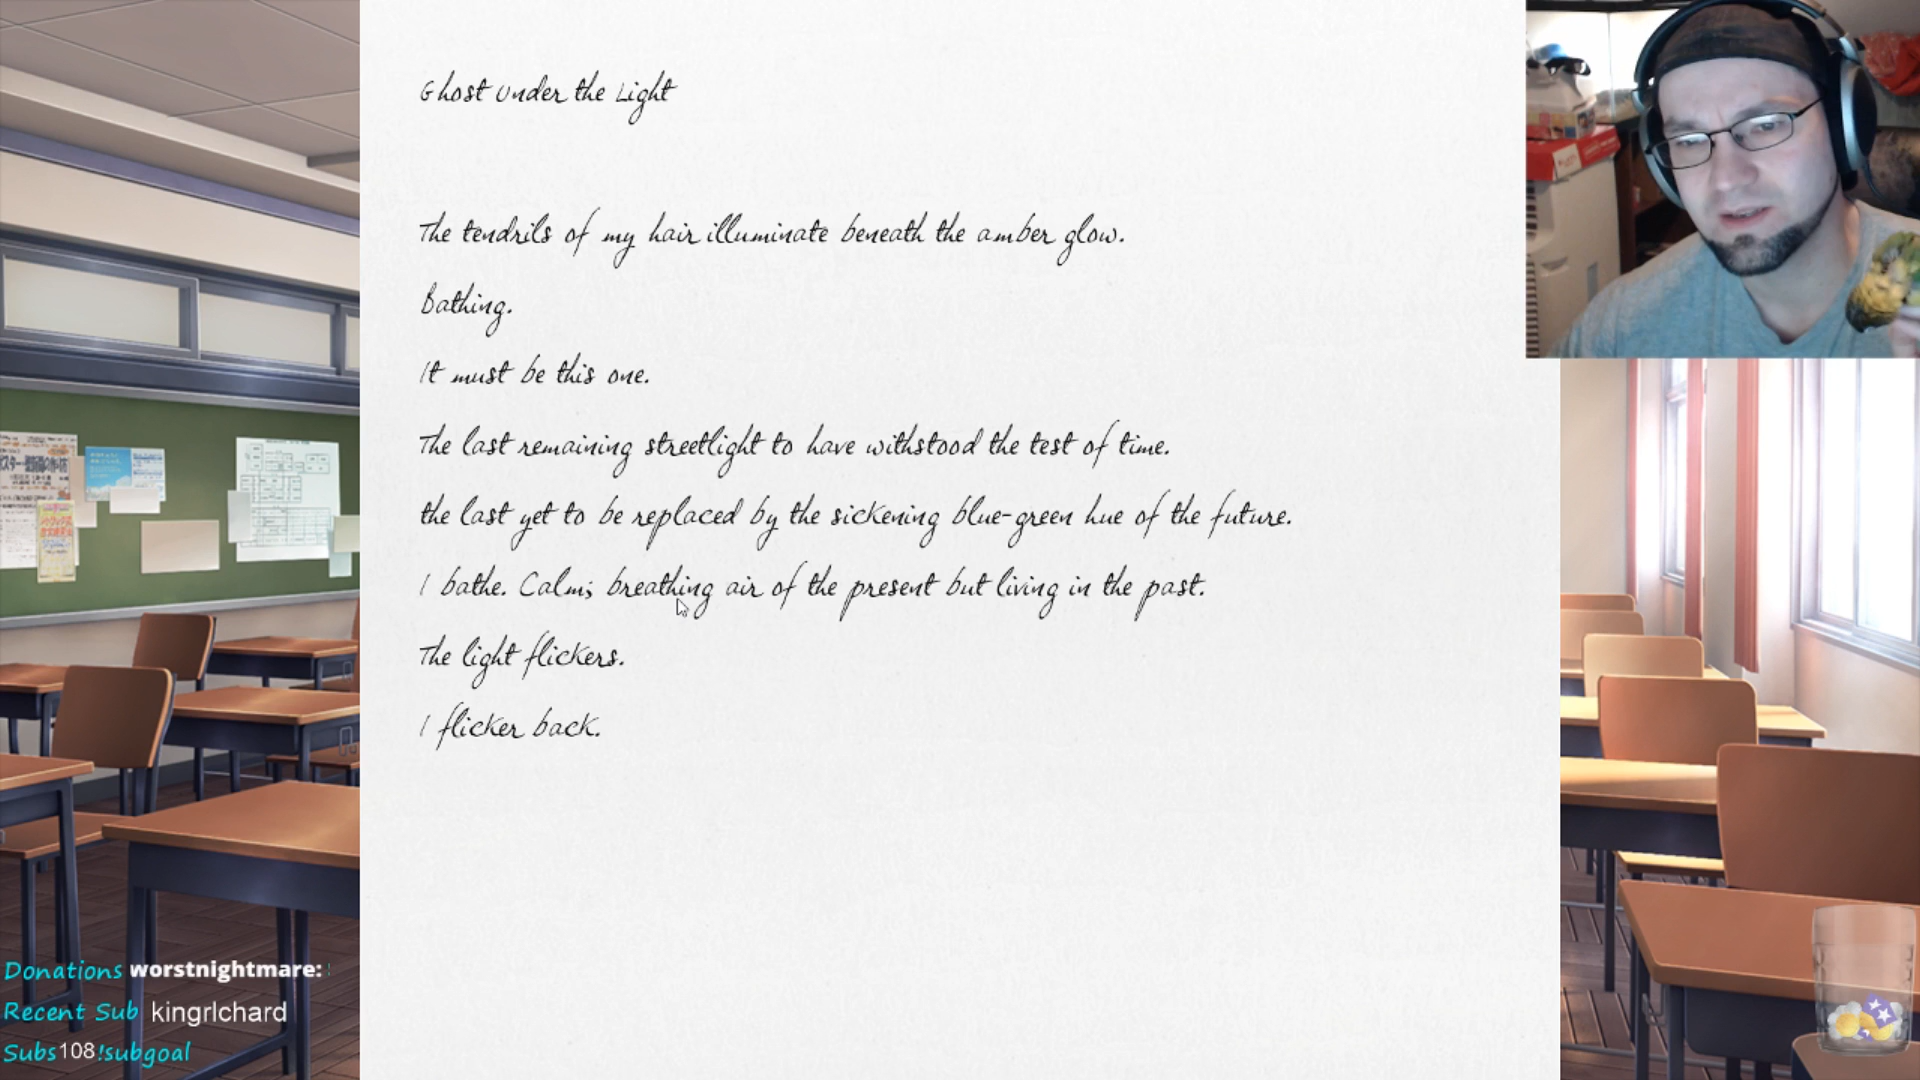 Ghost Under the Light
The tendrils of my hair illuminate beneath the amber glow.
Bathing.
It must be this one.
The last remaining streetlight to have withstood the test of time.
the last yet to be replaced by the sickening blue-green hue of the future.
I bathe. Calm; breathing air of the present but living in the past.
The light flickers.
I flicker back.
Donations worstnightmare:
Recent Sub kingrlchard
Subs108!subgoal